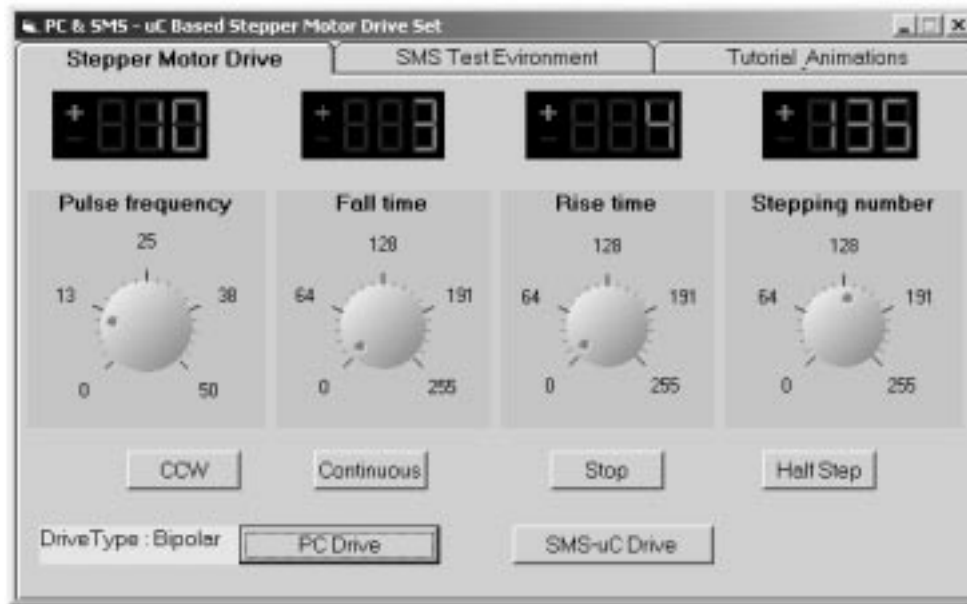 PC & SMS - uC Based Stepper Motor Drive Set
Stepper Motor Drive SMS Test Evironment Tutorial Animations
+ 10 + 3 + 4 + 135
Pulse frequency Fall time Rise time Stepping number
25 128 128 128
13 38 64 191 64 191 64 191
0 50 0 255 0 255 0 255
CCW Continuous Stop Half Step
DriveType : Bipolar PC Drive SMS-uC Drive